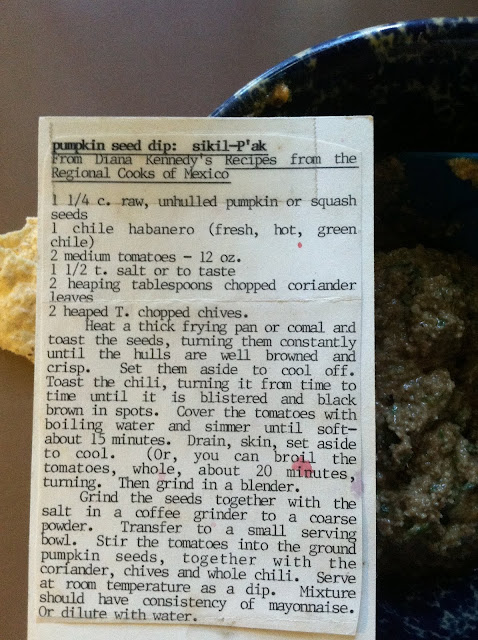 pumpkin seed dip:  sikil-P'ak
From Diana Kennedy's Recipes from the
Regional Cooks of Mexico
1 1/4 c. raw, unhulled pumpkin or squash
seeds
1 chile habanero (fresh, hot, green
chile)
2 medium tomatoes - 12 oz.
1 1/2 t. salt or to taste
2 heaping tablespoons chopped coriander
leaves
2 heaped T. chopped chives.
Heat a thick frying pan or comal and
toast the seeds, turning them constantly
until the hulls are well browned and
crisp.  Set them aside to cool off.
Toast the chili, turning it from time to
time until it is blistered and black
brown in spots.  Cover the tomatoes with
boiling water and simmer until soft-
about 15 minutes.  Drain, skin, set aside
to cool.  (Or, you can broil the
tomatoes, whole, about 20 minutes,
turning.  Then grind in a blender.
Grind the seeds together with the
salt in a coffee grinder to a coarse
powder.  Transfer to a small serving
bowl.  Stir the tomatoes into the ground
pumpkin seeds, together with the
coriander, chives and whole chili.  Serve
at room temperature as a dip.  Mixture
should have consistency of mayonnaise.
Or dilute with water.